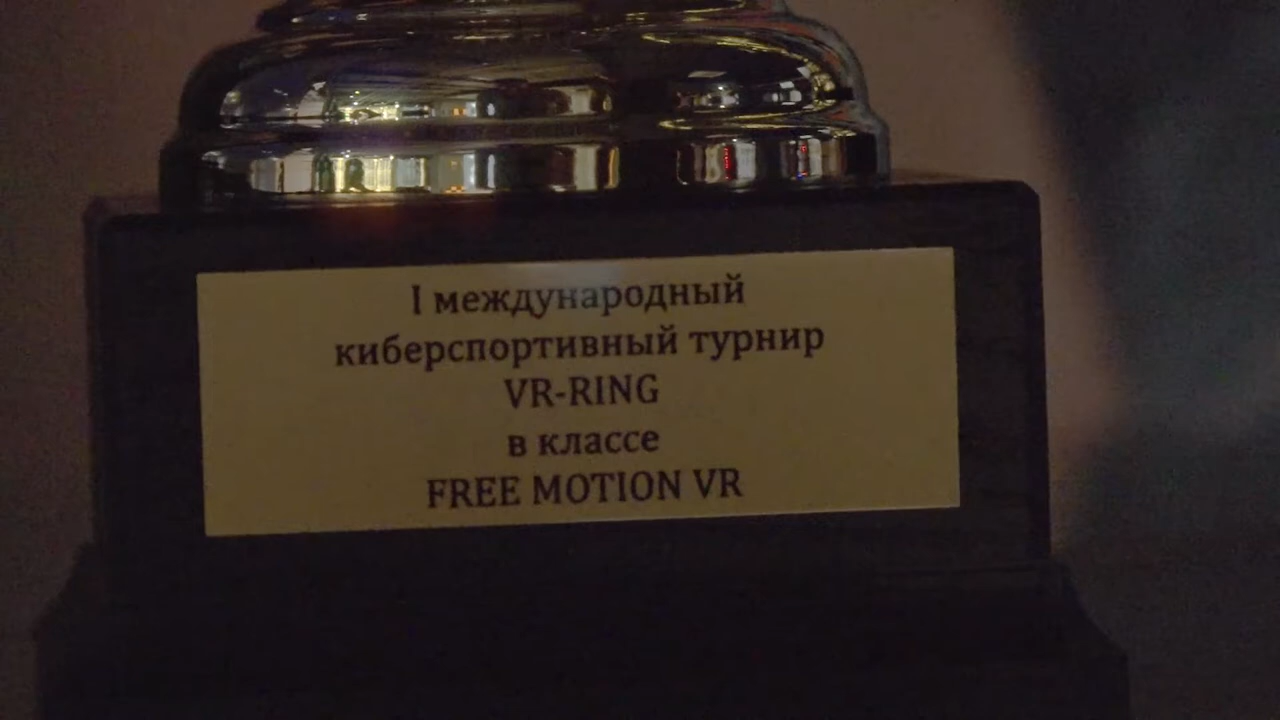 I международный
киберспортивный турнир
VR-RING
в классе
FREE MOTION VR